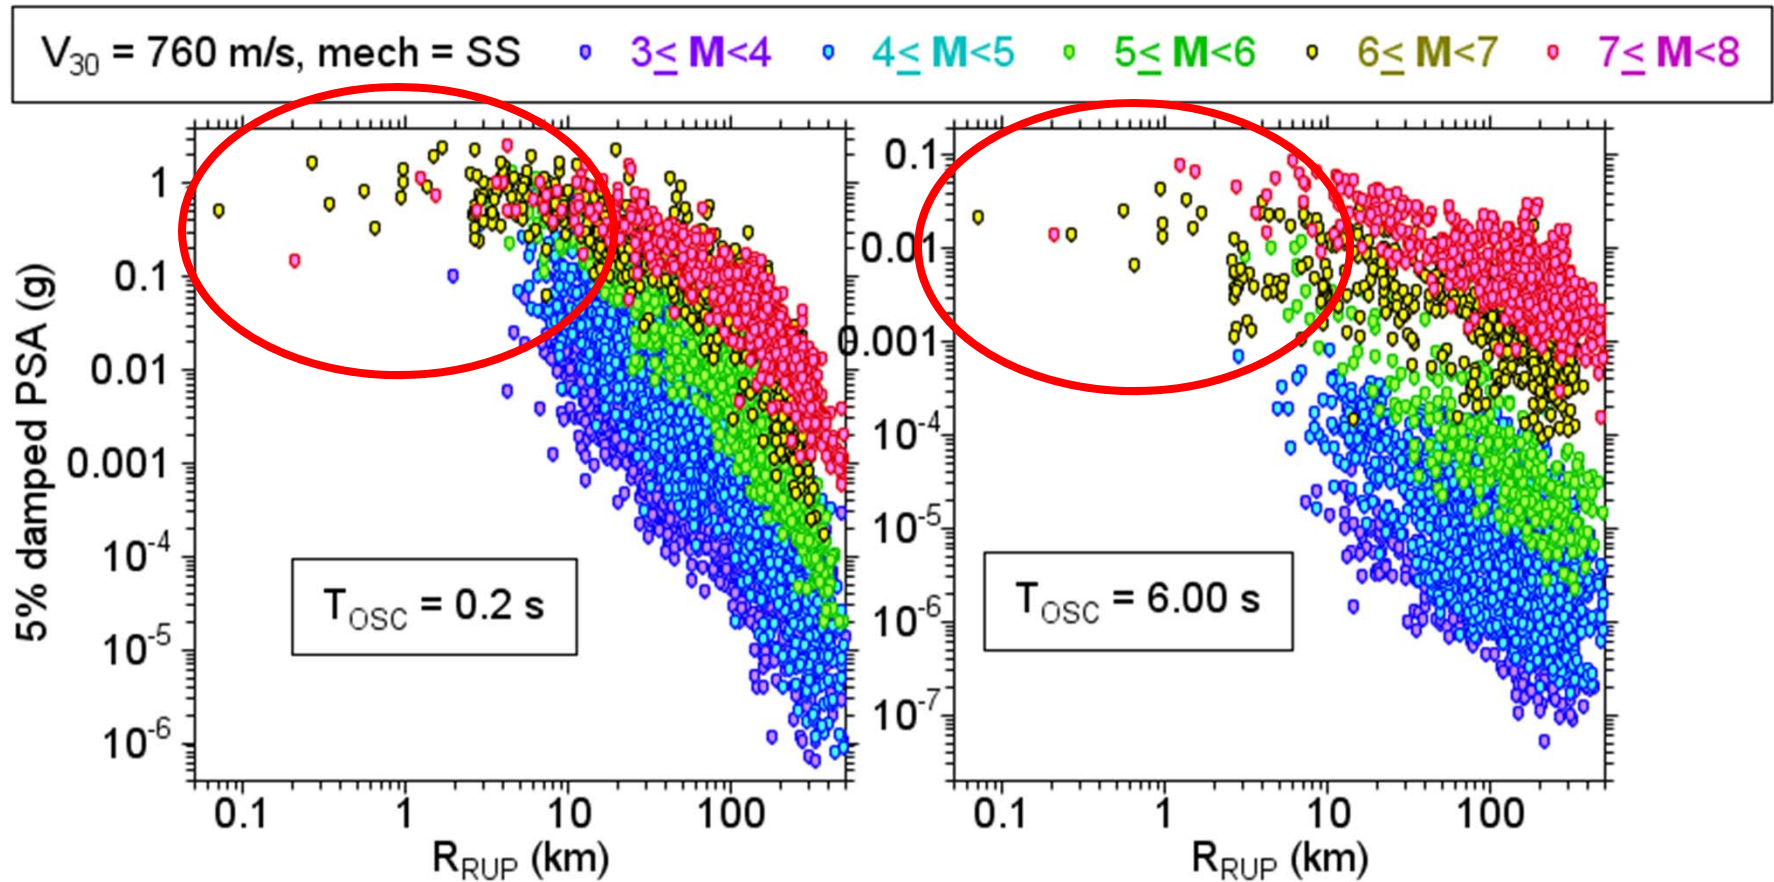 V30 = 760 m/s, mech = SS 3≤ M<4 4≤ M<5 5≤ M<6 6≤ M<7 7≤ M<8
5% damped PSA (g)
1
0.1
0.01
0.001
10-4
10-5
10-6
TOSC = 0.2 s
0.1 1 10 100
RRUP (km)
0.1
0.01
0.001
10-4
10-5
10-6
10-7
TOSC = 6.00 s
0.1 1 10 100
RRUP (km)